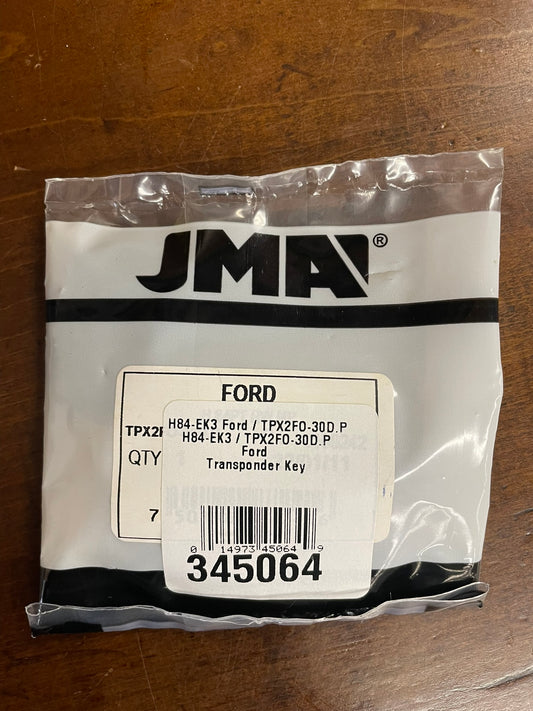 JMA®
FORD
TPX2F
H84-EK3 Ford / TPX2FO-30D.P
H84-EK3 / TPX2FO-30D.P
QTY
Ford
Transponder Key
7
0 14973 45064 9
345064